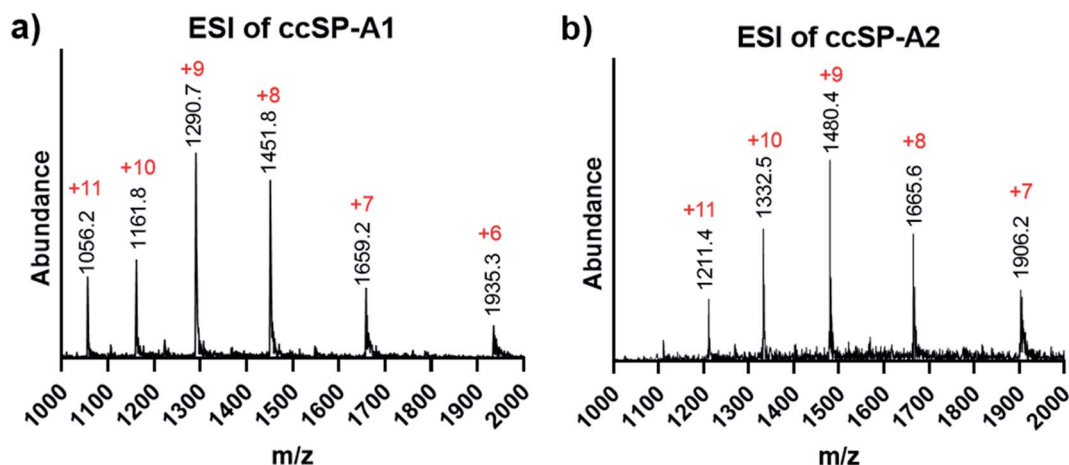 a)
ESI of ccSP-A1
Abundance
+11
1056.2
+10
1161.8
+9
1290.7
+8
1451.8
+7
1659.2
+6
1935.3
1000 1100 1200 1300 1400 1500 1600 1700 1800 1900 2000
m/z
b)
ESI of ccSP-A2
Abundance
+11
1211.4
+10
1332.5
+9
1480.4
+8
1665.6
+7
1906.2
1000 1100 1200 1300 1400 1500 1600 1700 1800 1900 2000
m/z